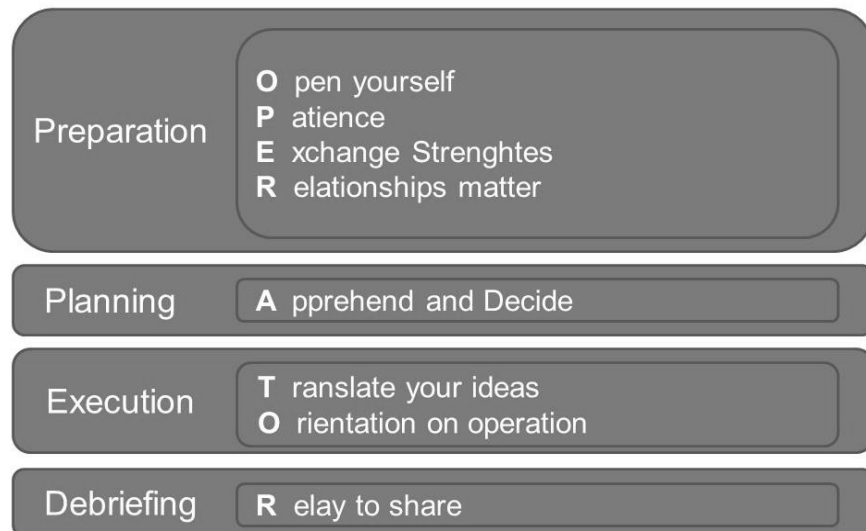 Preparation
O pen yourself
P atience
E xchange Strenghtes
R elationships matter
Planning
A pprehend and Decide
Execution
T ranslate your ideas
O rientation on operation
Debriefing
R elay to share